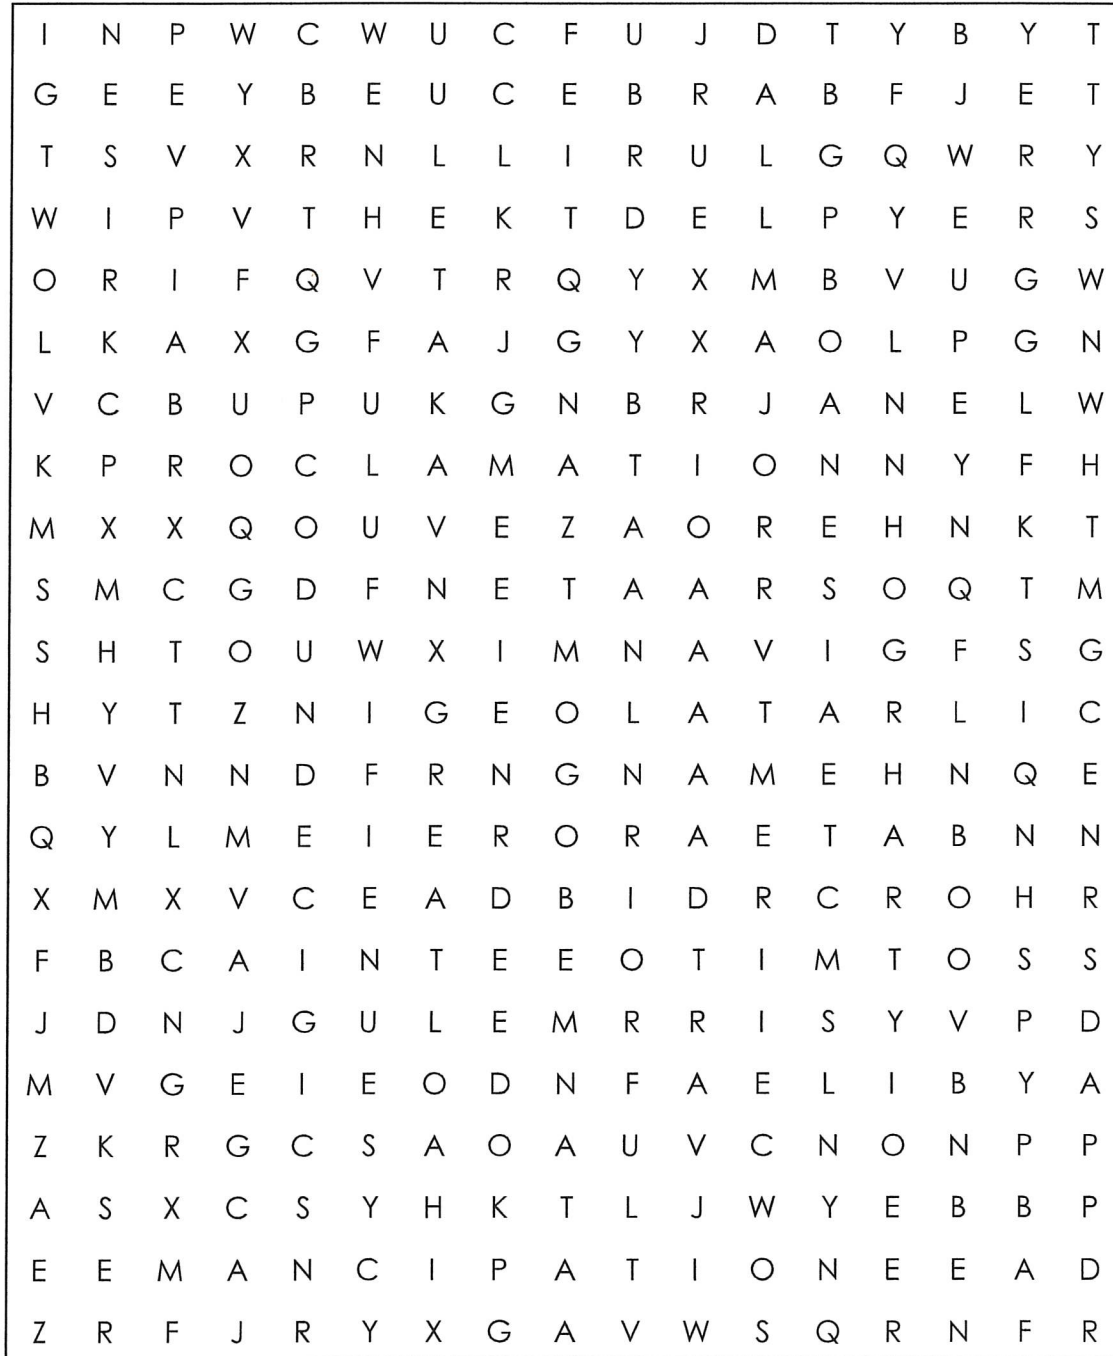 I N P W C W U C F U J D T Y B Y T
G E E Y B E U C E B R A B F J E T
T S V X R N L L I R U L G Q W R Y
W I P V T H E K T D E L P Y E R S
O R I F Q V T R Q Y X M B V U G W
L K A X G F A J G Y X A O L P G N
V C B U P U K G N B R J A N E L W
K P R O C L A M A T I O N N Y F H
M X X Q O U V E Z A O R E H N K T
S M C G D F N E T A A R S O Q T M
S H T O U W X I M N A V I G F S G
H Y T Z N I G E O L A T A R L I C
B V N N D F R N G N A M E H N Q E
Q Y L M E I E R O R A E T A B N N
X M X V C E A D B I D R C R O H R
F B C A I N T E E O T I M T O S S
J D N J G U L E M R R I S Y V P D
M V G E I E O D N F A E L I B Y A
Z K R G C S A O A U V C N O N P P
A S X C S Y H K T L J W Y E B B P
E E M A N C I P A T I O N E E A D
Z R F J R Y X G A V W S Q R N F R